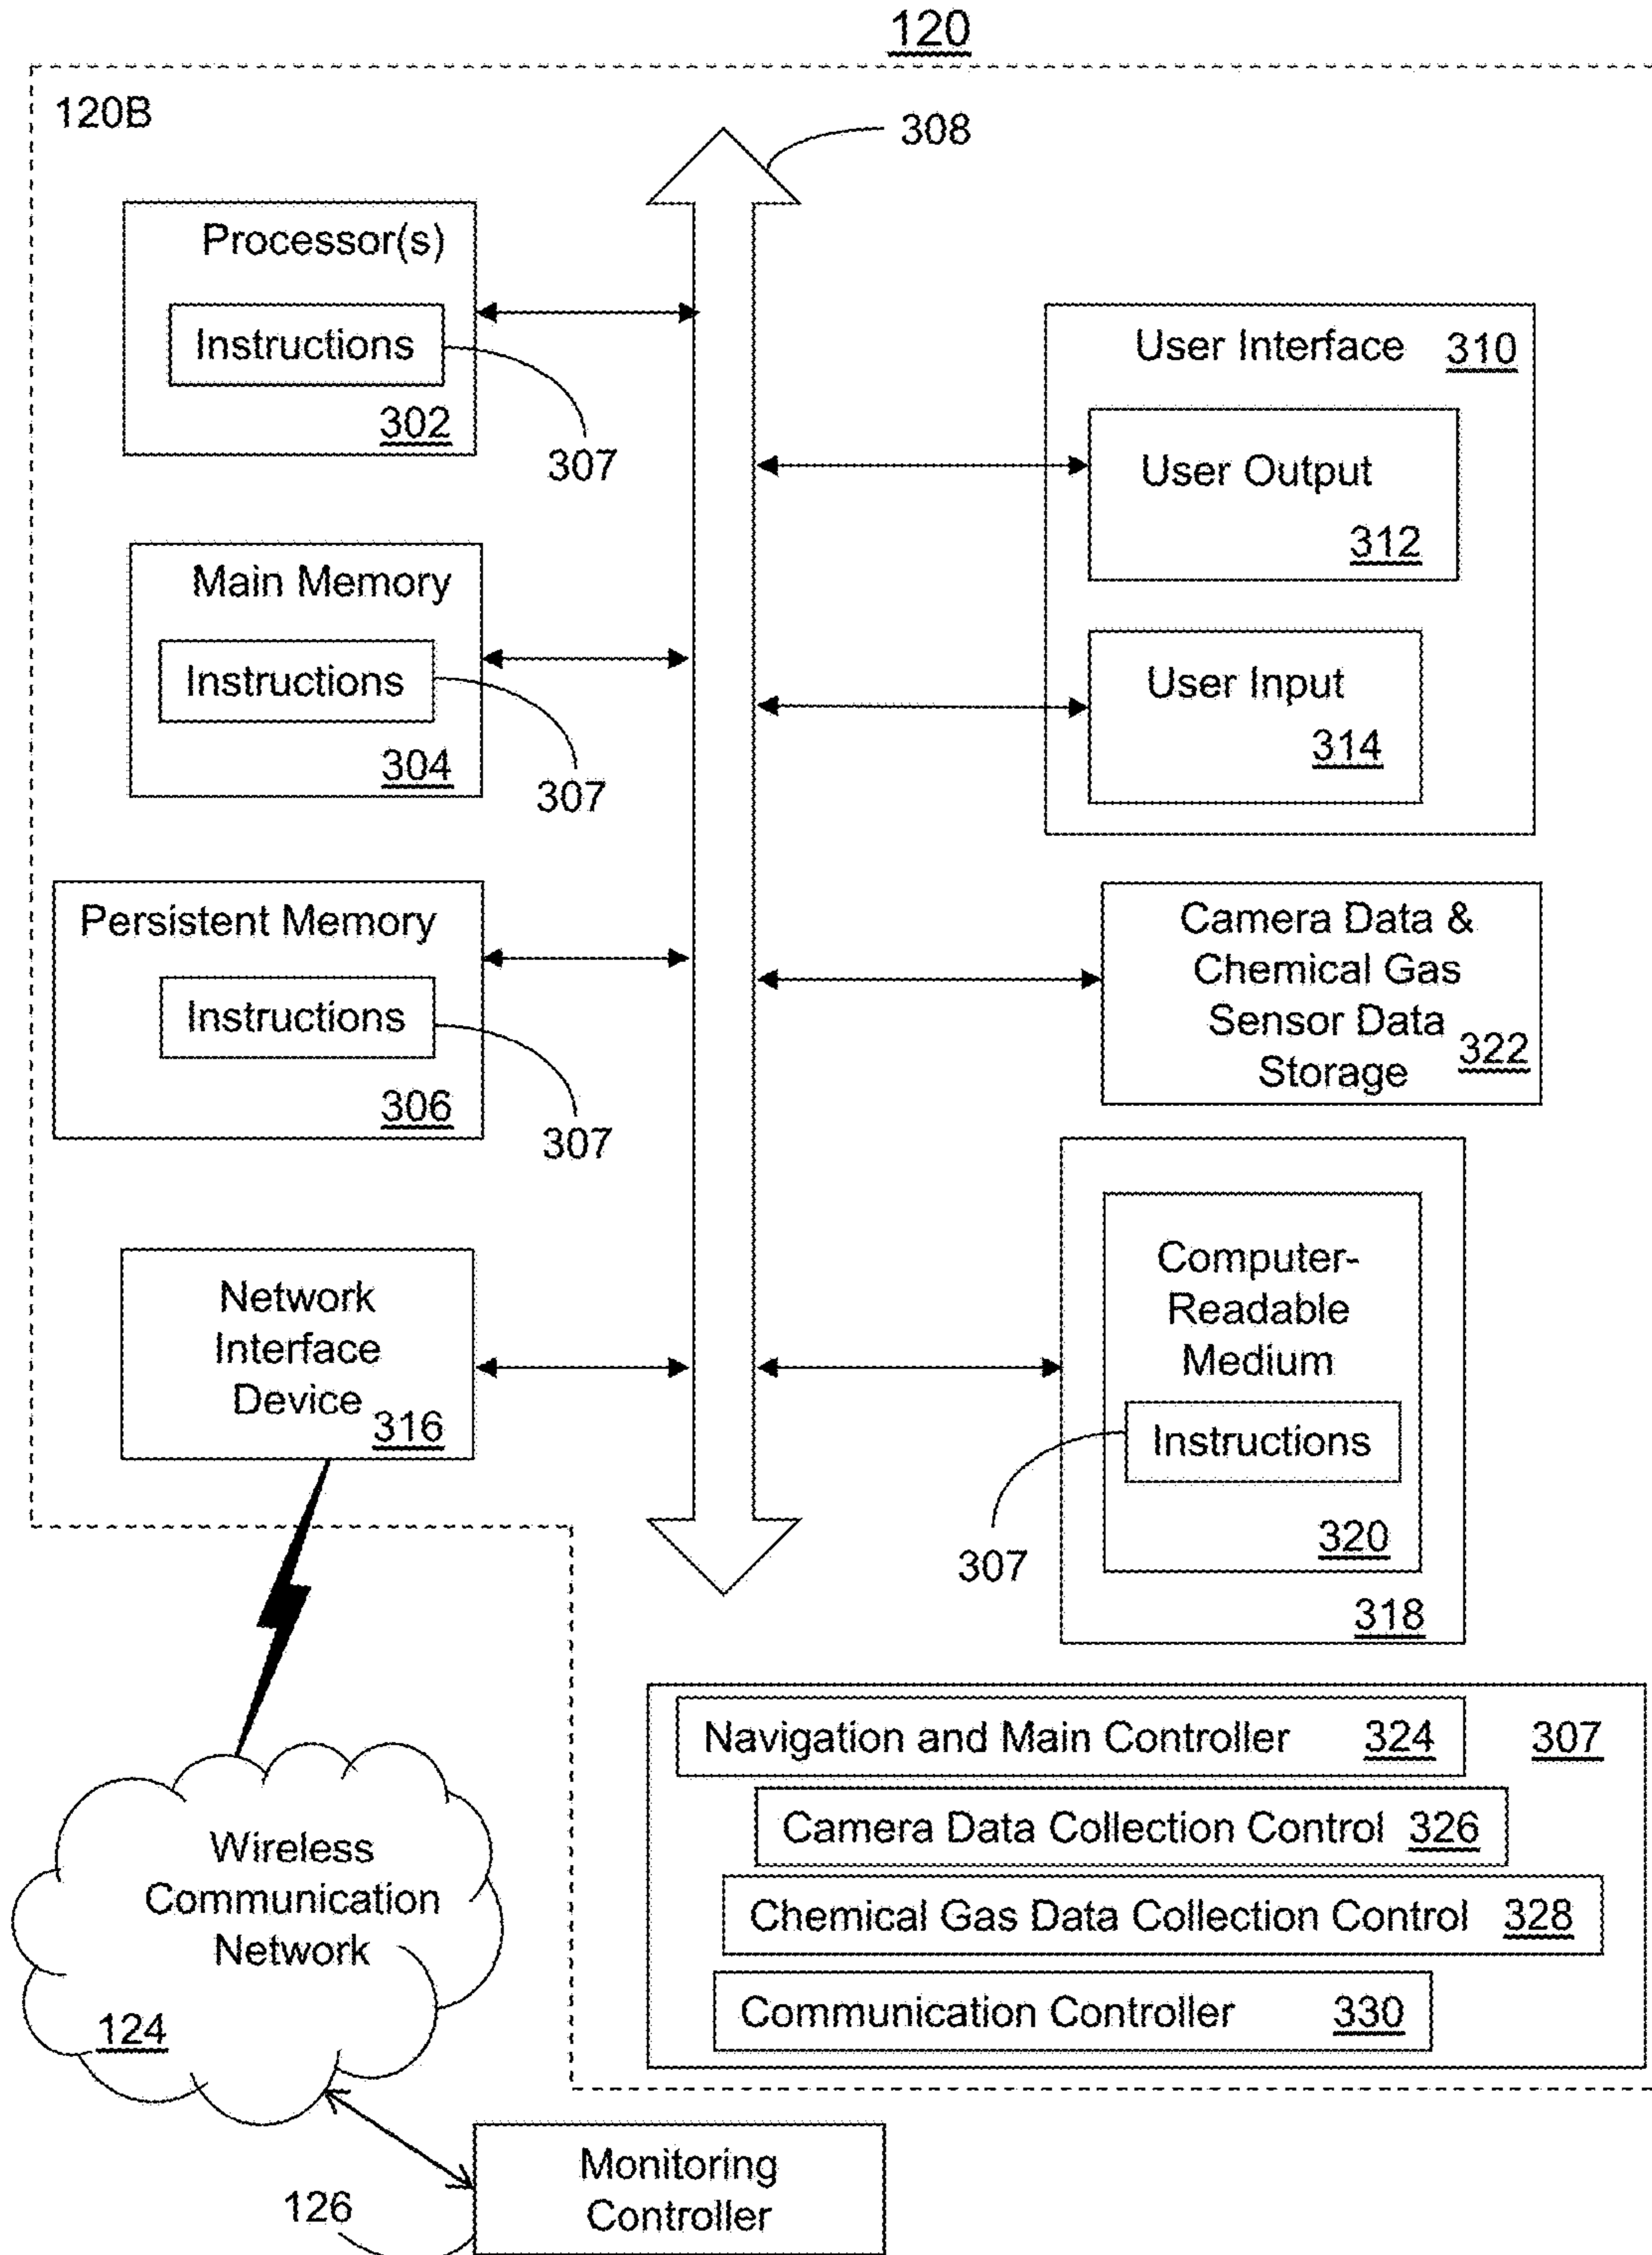 120
120B
308
Processor(s)
Instructions
302
307
User Interface 310
User Output
312
Main Memory
Instructions
304
307
User Input
314
Persistent Memory
Instructions
306
307
Camera Data &
Chemical Gas
Sensor Data
Storage
322
Network
Interface
Device
316
Computer-
Readable
Medium
Instructions
307
320
318
Navigation and Main Controller 324
307
Camera Data Collection Control 326
Chemical Gas Data Collection Control 328
Communication Controller 330
Wireless
Communication
Network
124
Monitoring
Controller
126